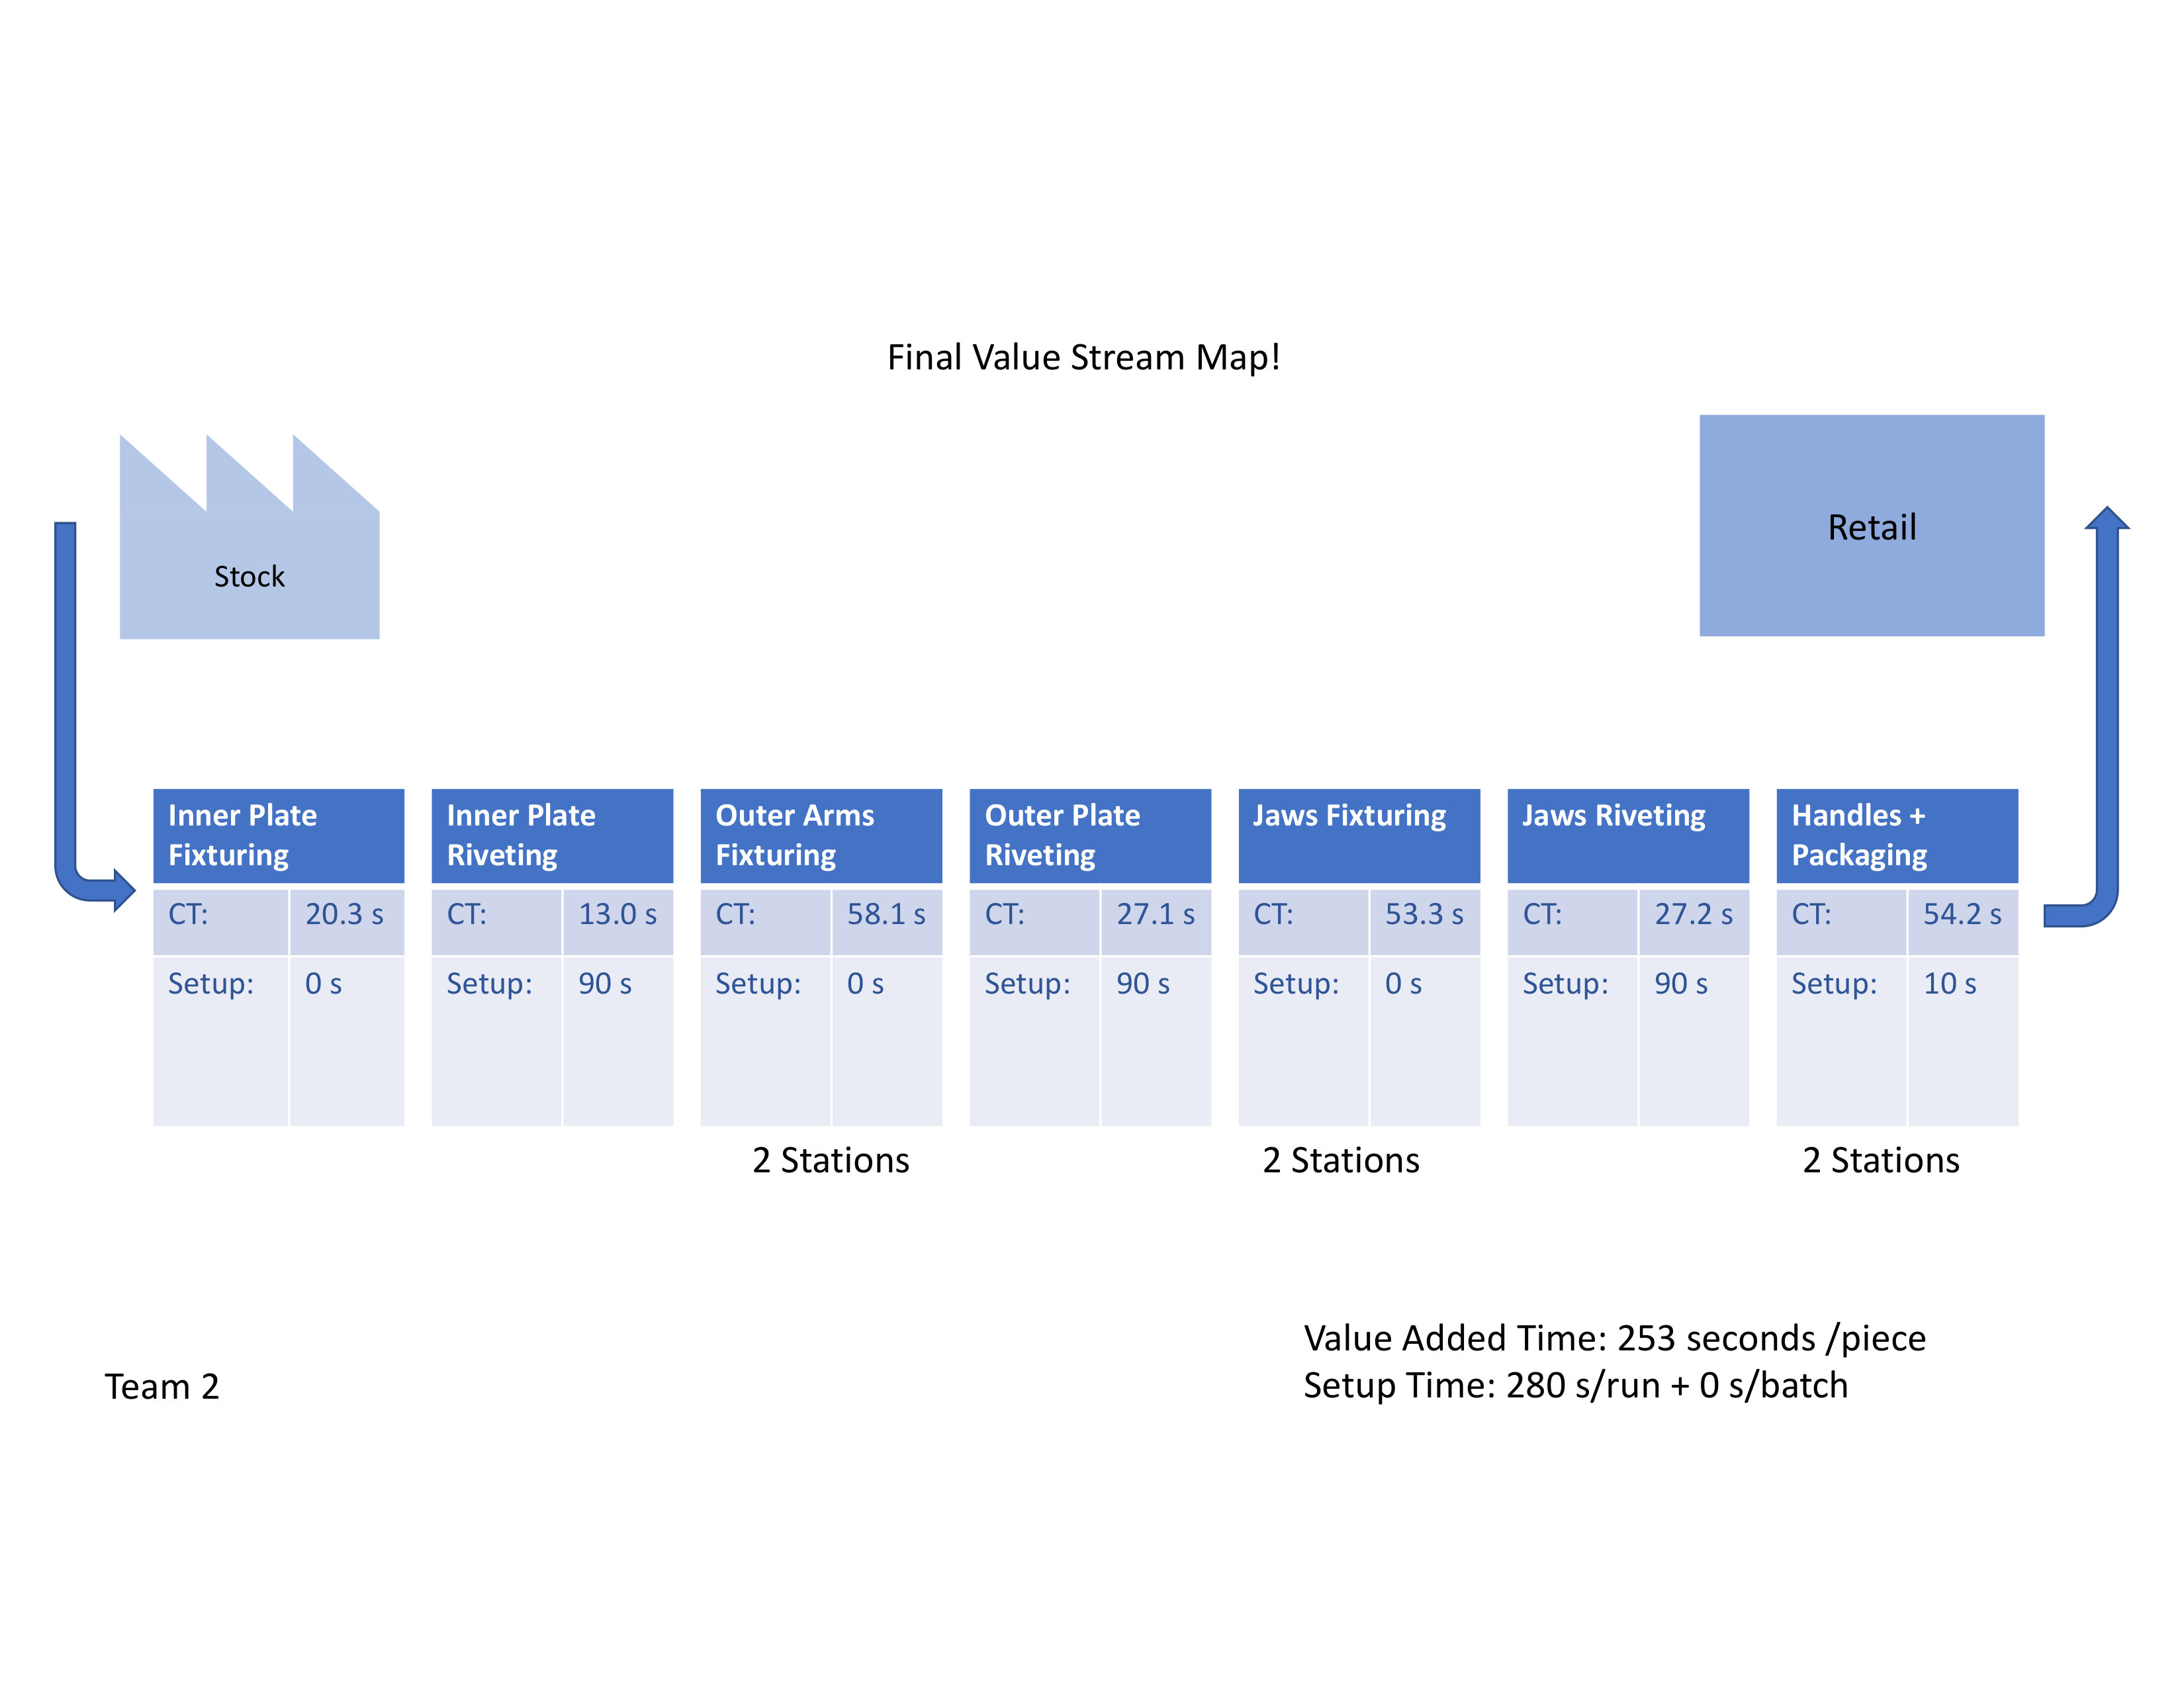 Final Value Stream Map!
Stock
Retail
Inner Plate
Fixturing
CT: 20.3 s
Setup: 0 s
Inner Plate
Riveting
CT: 13.0 s
Setup: 90 s
Outer Arms
Fixturing
CT: 58.1 s
Setup: 0 s
2 Stations
Outer Plate
Riveting
CT: 27.1 s
Setup: 90 s
Jaws Fixturing
CT: 53.3 s
Setup: 0 s
2 Stations
Jaws Riveting
CT: 27.2 s
Setup: 90 s
Handles +
Packaging
CT: 54.2 s
Setup: 10 s
2 Stations
Value Added Time: 253 seconds /piece
Setup Time: 280 s/run + 0 s/batch
Team 2